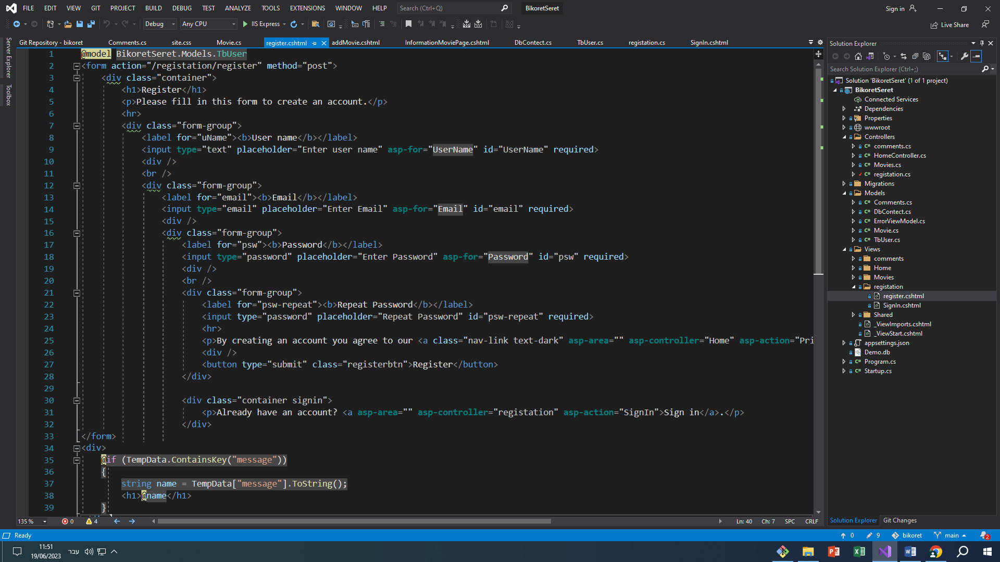 FILE EDIT VIEW GIT PROJECT BUILD DEBUG TEST ANALYZE TOOLS EXTENSIONS WINDOW HELP Search (Ctrl+Q) BikoretSeret Sign in
Debug Any CPU IIS Express Live Share
Git Repository - bikoret Comments.cs site.css Movie.cs register.cshtml addMovie.cshtml InformationMoviePage.cshtml DbContect.cs TbUser.cs registation.cs SignIn.cshtml
Server Explorer
Toolbox
1 @model BikoretSeret.Models.TbUser
2 <form action="/registation/register" method="post">
3 <div class="container">
4 <h1>Register</h1>
5 <p>Please fill in this form to create an account.</p>
6 <hr>
7 <div class="form-group">
8 <label for="uName"><b>User name</b></label>
9 <input type="text" placeholder="Enter user name" asp-for="UserName" id="UserName" required>
10 <div />
11 <br />
12 <div class="form-group">
13 <label for="email"><b>Email</b></label>
14 <input type="email" placeholder="Enter Email" asp-for="Email" id="email" required>
15 <div />
16 <div class="form-group">
17 <label for="psw"><b>Password</b></label>
18 <input type="password" placeholder="Enter Password" asp-for="Password" id="psw" required>
19 <div />
20 <br />
21 <div class="form-group">
22 <label for="psw-repeat"><b>Repeat Password</b></label>
23 <input type="password" placeholder="Repeat Password" id="psw-repeat" required>
24 <hr>
25 <p>By creating an account you agree to our <a class="nav-link text-dark" asp-area="" asp-controller="Home" asp-action="Pri
26 <div />
27 <button type="submit" class="registerbtn">Register</button>
28 </div>
29
30 <div class="container signin">
31 <p>Already have an account? <a asp-area="" asp-controller="registation" asp-action="SignIn">Sign in</a>.</p>
32 </div>
33 </form>
34 <div>
35 @if (TempData.ContainsKey("message"))
36 {
37 string name = TempData["message"].ToString();
38 <h1>@name</h1>
39 }
135 % 0 4 Ln: 40 Ch: 7 SPC CRLF
Solution Explorer
Search Solution Explorer (Ctrl+;)
Solution 'BikoretSeret' (1 of 1 project)
BikoretSeret
Connected Services
Dependencies
Properties
wwwroot
Controllers
C# comments.cs
C# HomeController.cs
C# Movies.cs
C# registation.cs
Migrations
Models
C# Comments.cs
C# DbContect.cs
C# ErrorViewModel.cs
C# Movie.cs
C# TbUser.cs
Views
comments
Home
Movies
registation
register.cshtml
SignIn.cshtml
Shared
_ViewImports.cshtml
_ViewStart.cshtml
appsettings.json
Demo.db
C# Program.cs
C# Startup.cs
Solution Explorer Git Changes
Ready 0 9 bikoret main 2
11:51
19/06/2023
עבר